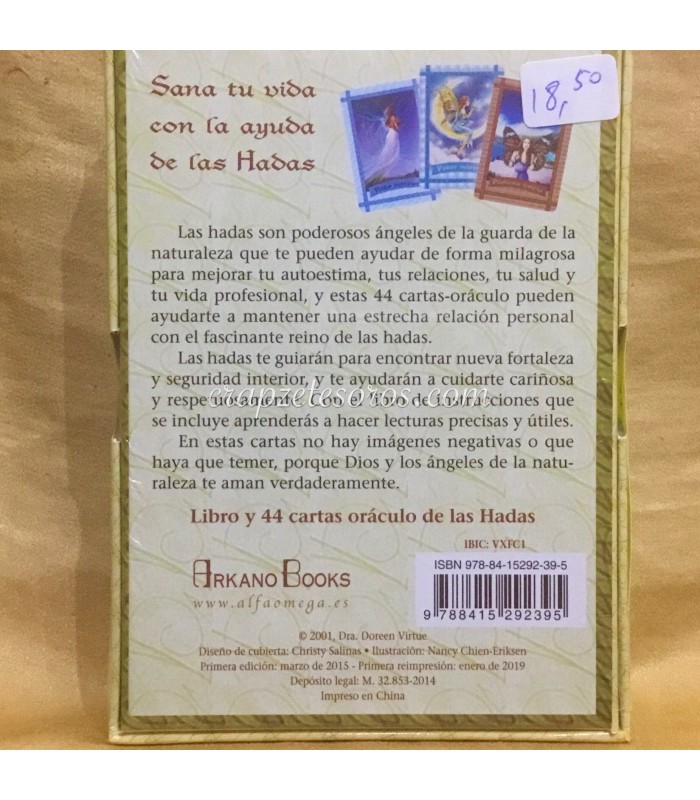 Sana tu vida
con la ayuda
de las Hadas
18,50
Las hadas son poderosos ángeles de la guarda de la
naturaleza que te pueden ayudar de forma milagrosa
para mejorar tu autoestima, tus relaciones, tu salud y
tu vida profesional, y estas 44 cartas-oráculo pueden
ayudarte a mantener una estrecha relación personal
con el fascinante reino de las hadas.
Las hadas te guiarán para encontrar nueva fortaleza
y seguridad interior, y te ayudarán a cuidarte cariñosa
y respetuosamente. Con el libro de instrucciones que
crapzetesoros.com
se incluye aprenderás a hacer lecturas precisas y útiles.
En estas cartas no hay imágenes negativas o que
haya que temer, porque Dios y los ángeles de la natu-
raleza te aman verdaderamente.
Libro y 44 cartas oráculo de las Hadas
IBIC: VXFC1
ISBN 978-84-15292-39-5
ARKANO BOOKS
www.alfaomega.es
9 788415 292395
© 2001, Dra. Doreen Virtue
Diseño de cubierta: Christy Salinas • Ilustración: Nancy Chien-Eriksen
Primera edición: marzo de 2015 - Primera reimpresión: enero de 2019
Depósito legal: M. 32.853-2014
Impreso en China